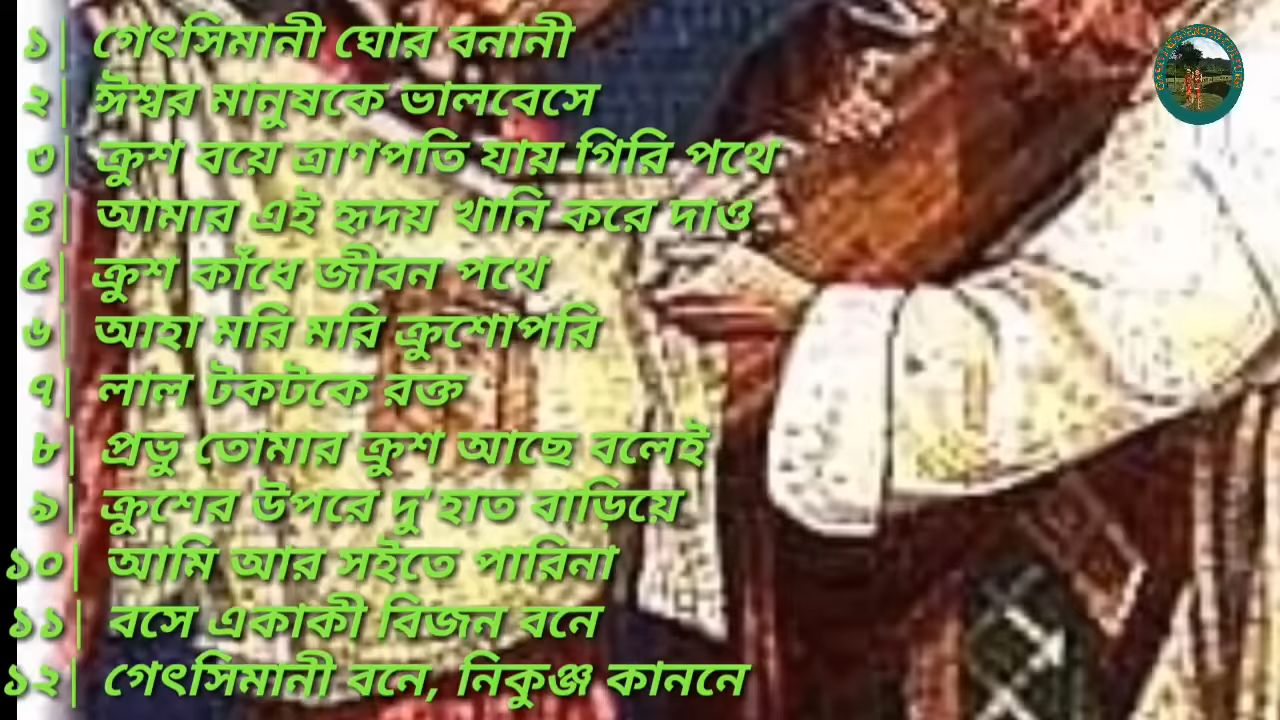 ১| গেৎসিমানী ঘোর বনানী
২| ঈশ্বর মানুষকে ভালবেসে
৩| ক্রুশ বয়ে ত্রাণপতি যায় গিরি পথে
৪| আমার এই হৃদয় খানি করে দাও
৫| ক্রুশ কাঁধে জীবন পথে
৬| আহা মরি মরি ক্রুশোপরি
৭| লাল টকটকে রক্ত
৮| প্রভু তোমার ক্রুশ আছে বলেই
৯| ক্রুশের উপরে দু'হাত বাড়িয়ে
১০| আমি আর সইতে পারিনা
১১| বসে একাকী বিজন বনে
১২| গেৎসিমানী বনে, নিকুঞ্জ কাননে